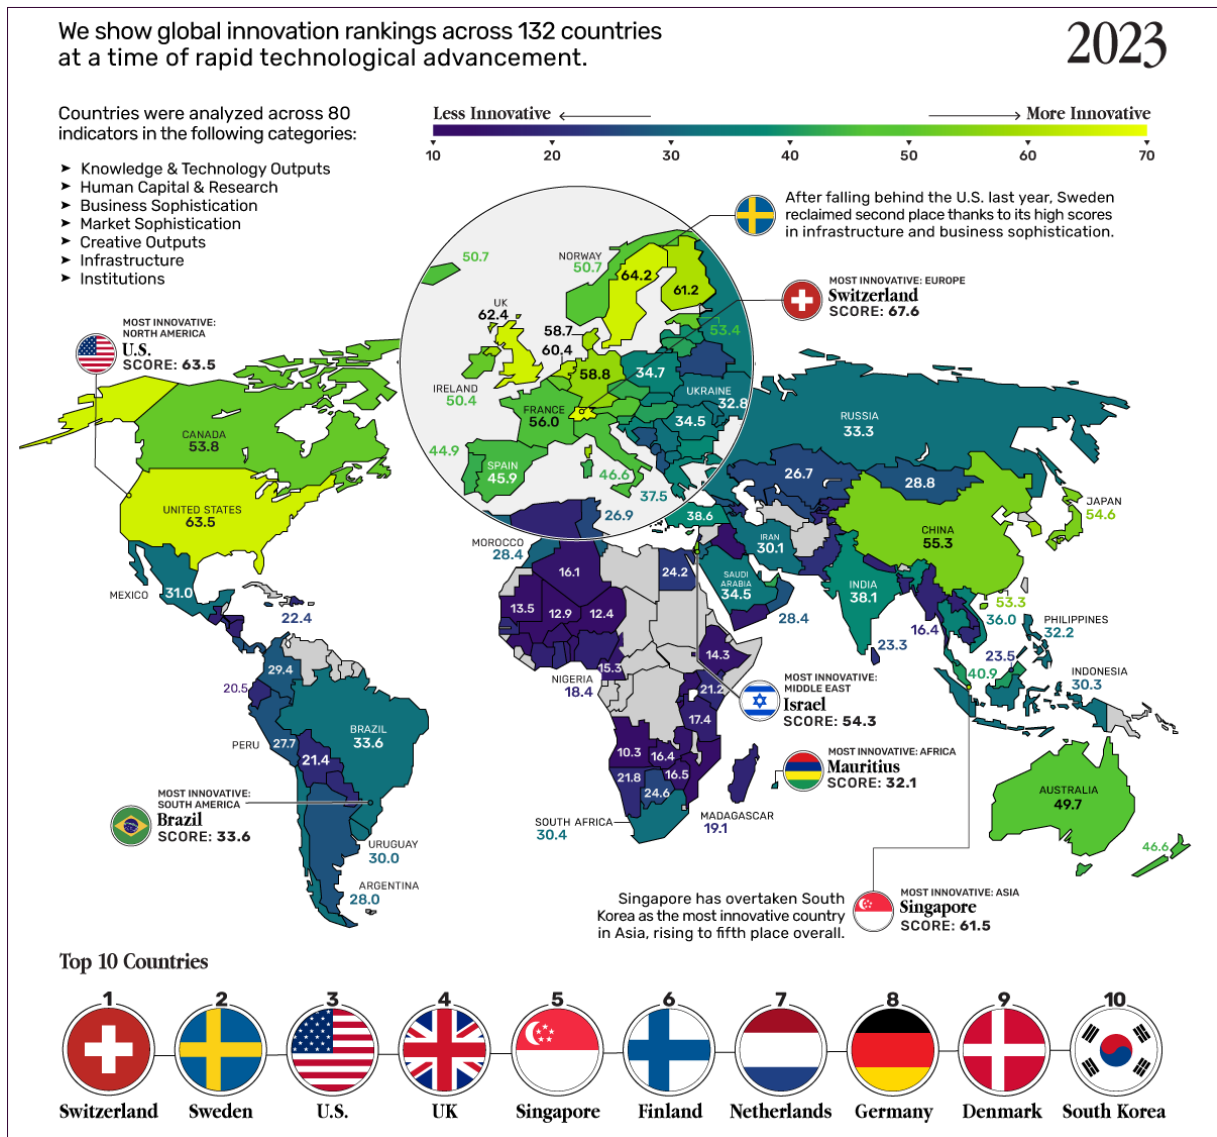 We show global innovation rankings across 132 countries
at a time of rapid technological advancement.
2023
Countries were analyzed across 80
indicators in the following categories:
➤ Knowledge & Technology Outputs
➤ Human Capital & Research
➤ Business Sophistication
➤ Market Sophistication
➤ Creative Outputs
➤ Infrastructure
➤ Institutions
Less Innovative
More Innovative
10 20 30 40 50 60 70
After falling behind the U.S. last year, Sweden
reclaimed second place thanks to its high scores
in infrastructure and business sophistication.
MOST INNOVATIVE: EUROPE
Switzerland
SCORE: 67.6
MOST INNOVATIVE:
NORTH AMERICA
U.S.
SCORE: 63.5
50.7
NORWAY
50.7
64.2
61.2
UK
62.4
58.7
60.4
53.4
58.8
34.7
IRELAND
50.4
UKRAINE
32.8
FRANCE
56.0
34.5
44.9
SPAIN
45.9
46.6
37.5
26.9
38.6
CANADA
53.8
UNITED STATES
63.5
MEXICO
31.0
22.4
RUSSIA
33.3
26.7
28.8
JAPAN
54.6
CHINA
55.3
IRAN
30.1
MOROCCO
28.4
16.1
24.2
SAUDI
ARABIA
34.5
INDIA
38.1
13.5
12.9
12.4
28.4
53.3
36.0
16.4
PHILIPPINES
32.2
23.3
23.5
14.3
15.3
NIGERIA
18.4
21.2
40.9
INDONESIA
30.3
29.4
20.5
PERU
27.7
BRAZIL
33.6
21.4
17.4
10.3
16.4
16.5
21.8
24.6
MOST INNOVATIVE:
MIDDLE EAST
Israel
SCORE: 54.3
MOST INNOVATIVE: AFRICA
Mauritius
SCORE: 32.1
MOST INNOVATIVE:
SOUTH AMERICA
Brazil
SCORE: 33.6
SOUTH AFRICA
30.4
MADAGASCAR
19.1
AUSTRALIA
49.7
46.6
URUGUAY
30.0
ARGENTINA
28.0
Singapore has overtaken South
Korea as the most innovative country
in Asia, rising to fifth place overall.
MOST INNOVATIVE: ASIA
Singapore
SCORE: 61.5
Top 10 Countries
1 2 3 4 5 6 7 8 9 10
Switzerland Sweden U.S. UK Singapore Finland Netherlands Germany Denmark South Korea